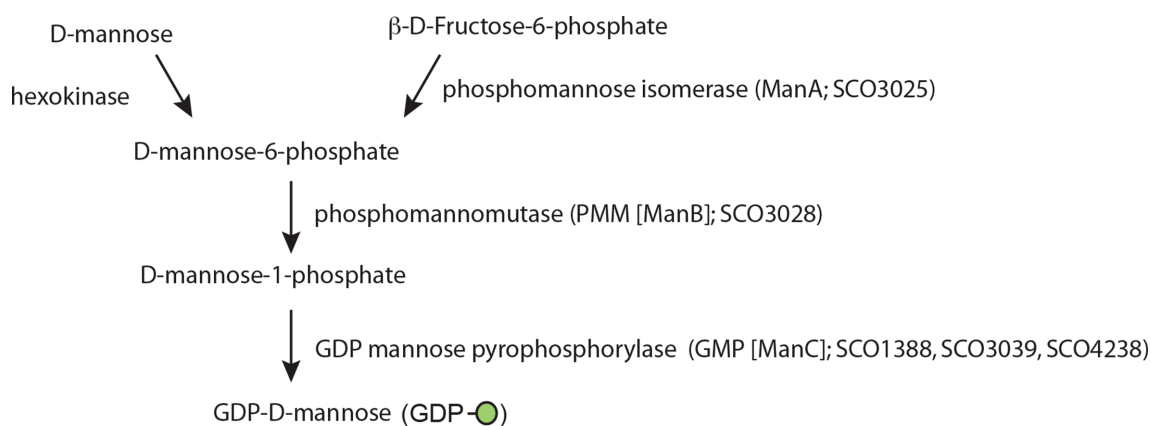 D-mannose
β-D-Fructose-6-phosphate
hexokinase
phosphomannose isomerase (ManA; SCO3025)
D-mannose-6-phosphate
phosphomannomutase (PMM [ManB]; SCO3028)
D-mannose-1-phosphate
GDP mannose pyrophosphorylase (GMP [ManC]; SCO1388, SCO3039, SCO4238)
GDP-D-mannose (GDP-)